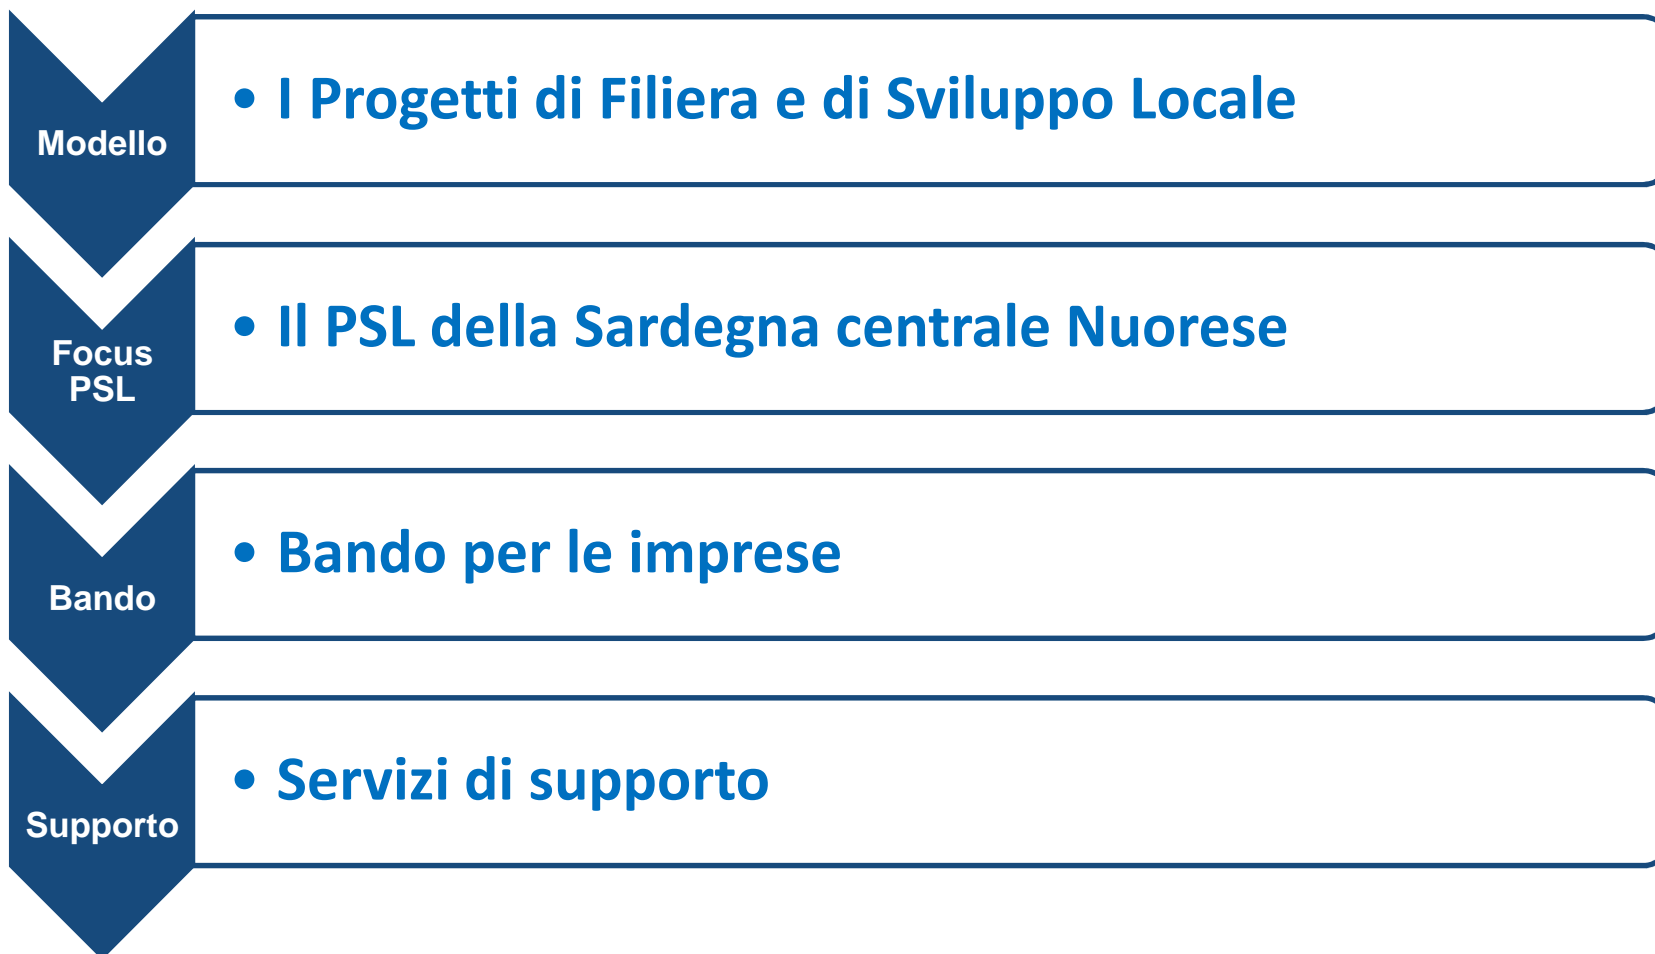 Modello
• I Progetti di Filiera e di Sviluppo Locale
Focus
PSL
• Il PSL della Sardegna centrale Nuorese
Bando
• Bando per le imprese
Supporto
• Servizi di supporto